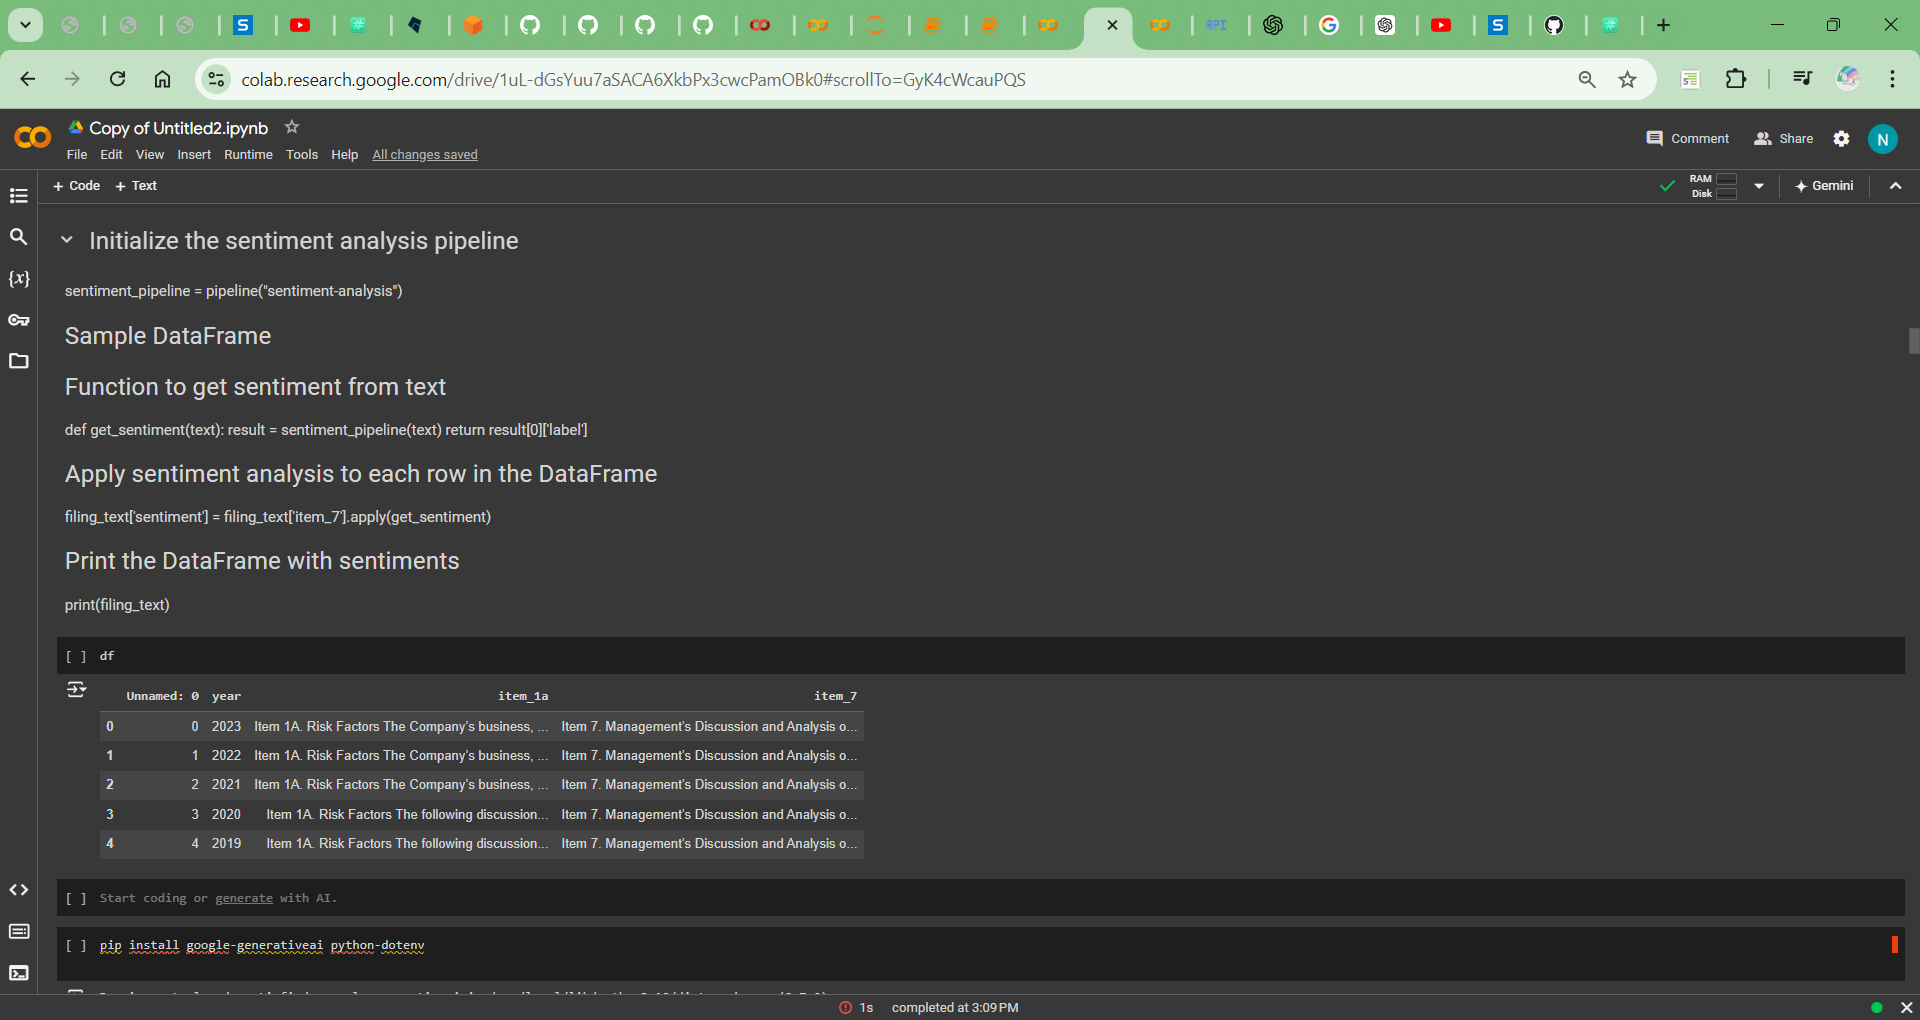 colab.research.google.com/drive/1uL-dGsYuu7aSACA6XkbPx3cwcPamOBk0#scrollTo=GyK4cWcauPQS
Copy of Untitled2.ipynb
File Edit View Insert Runtime Tools Help All changes saved
Comment Share N
+ Code + Text
RAM
Disk
Gemini
Initialize the sentiment analysis pipeline
sentiment_pipeline = pipeline("sentiment-analysis")
Sample DataFrame
Function to get sentiment from text
def get_sentiment(text): result = sentiment_pipeline(text) return result[0]['label']
Apply sentiment analysis to each row in the DataFrame
filing_text['sentiment'] = filing_text['item_7'].apply(get_sentiment)
Print the DataFrame with sentiments
print(filing_text)
[ ] df
Unnamed: 0 year item_1a item_7
0 0 2023 Item 1A. Risk Factors The Company's business, ... Item 7. Management's Discussion and Analysis o...
1 1 2022 Item 1A. Risk Factors The Company's business, ... Item 7. Management's Discussion and Analysis o...
2 2 2021 Item 1A. Risk Factors The Company's business, ... Item 7. Management's Discussion and Analysis o...
3 3 2020 Item 1A. Risk Factors The following discussion... Item 7. Management's Discussion and Analysis o...
4 4 2019 Item 1A. Risk Factors The following discussion... Item 7. Management's Discussion and Analysis o...
[ ] Start coding or generate with AI.
[ ] pip install google-generativeai python-dotenv
1s completed at 3:09 PM